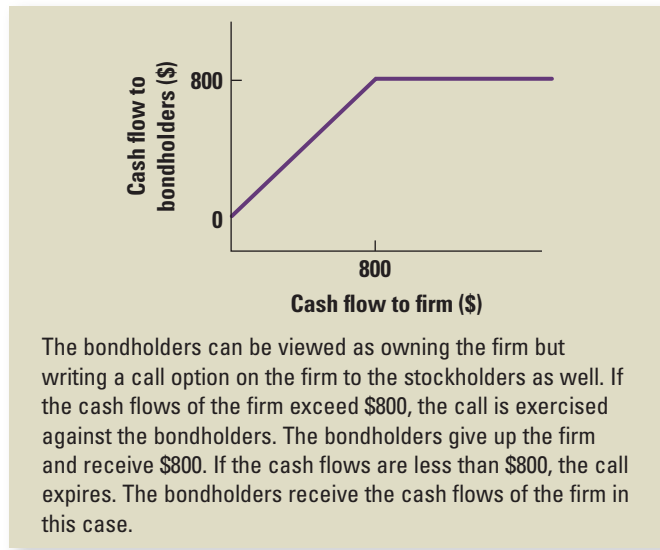 Cash flow to
bondholders ($)
800
0
800
Cash flow to firm ($)
The bondholders can be viewed as owning the firm but
writing a call option on the firm to the stockholders as well. If
the cash flows of the firm exceed $800, the call is exercised
against the bondholders. The bondholders give up the firm
and receive $800. If the cash flows are less than $800, the call
expires. The bondholders receive the cash flows of the firm in
this case.